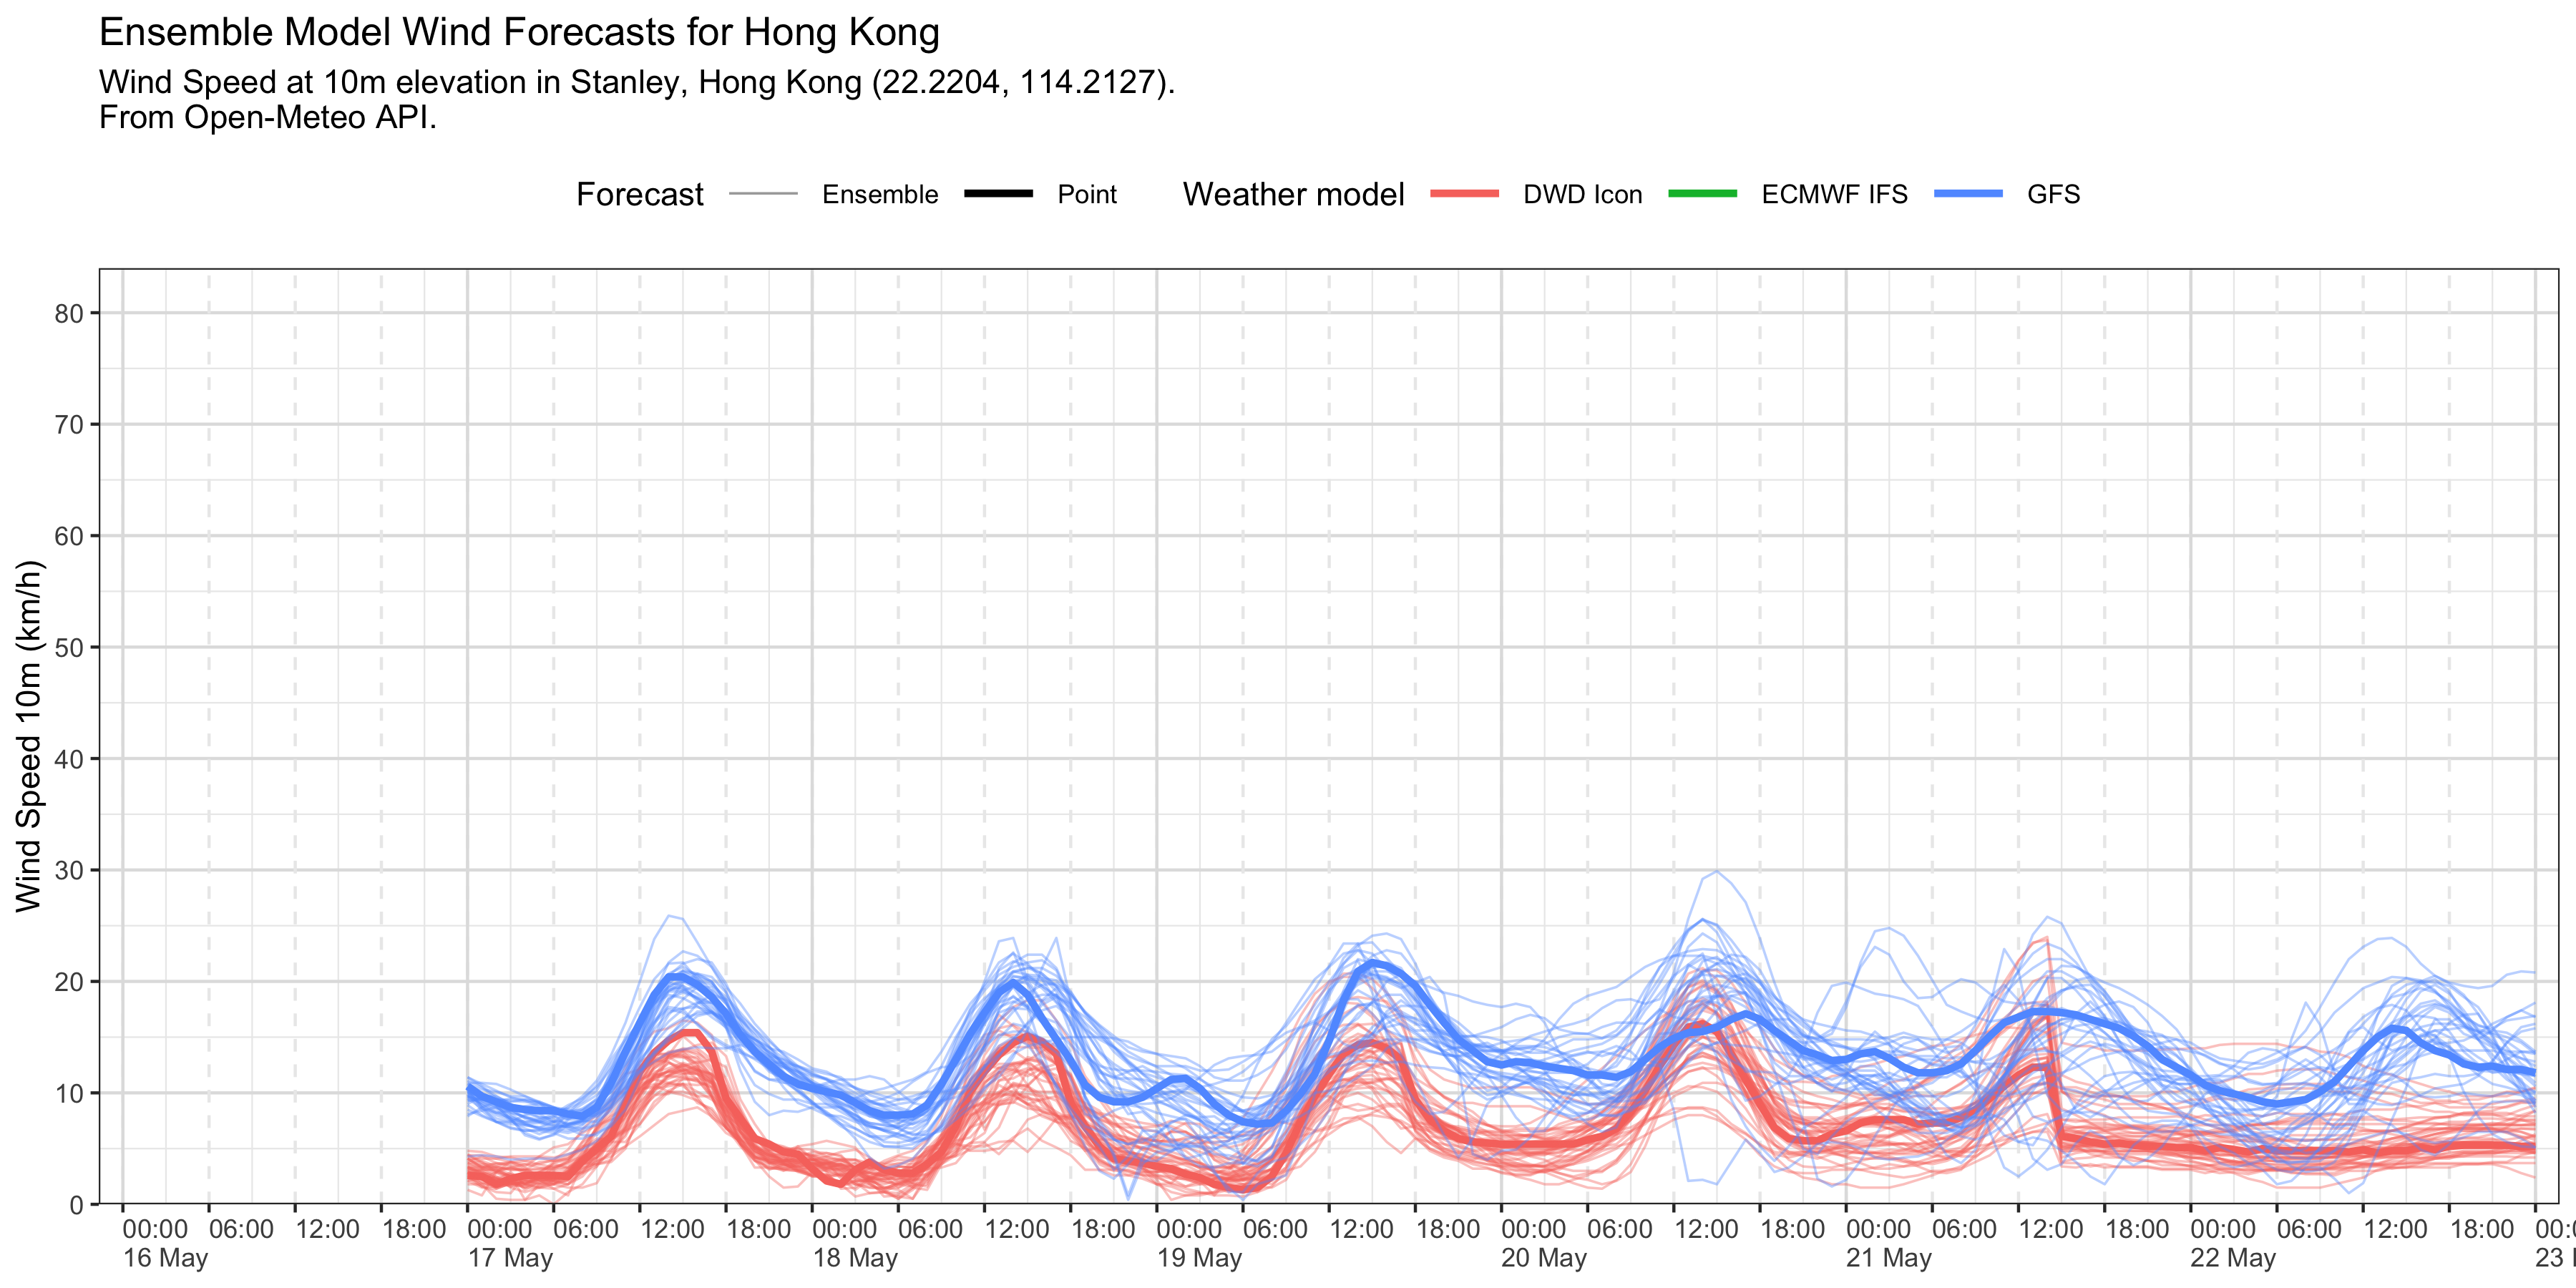 Ensemble Model Wind Forecasts for Hong Kong
Wind Speed at 10m elevation in Stanley, Hong Kong (22.2204, 114.2127).
From Open-Meteo API.
Forecast Ensemble Point Weather model DWD Icon ECMWF IFS GFS
Wind Speed 10m (km/h)
80
70
60
50
40
30
20
10
0
00:00 06:00 12:00 18:00 00:00 06:00 12:00 18:00 00:00 06:00 12:00 18:00 00:00 06:00 12:00 18:00 00:00 06:00 12:00 18:00 00:00 06:00 12:00 18:00 00:00 06:00 12:00 18:00
16 May 17 May 18 May 19 May 20 May 21 May 22 May 23